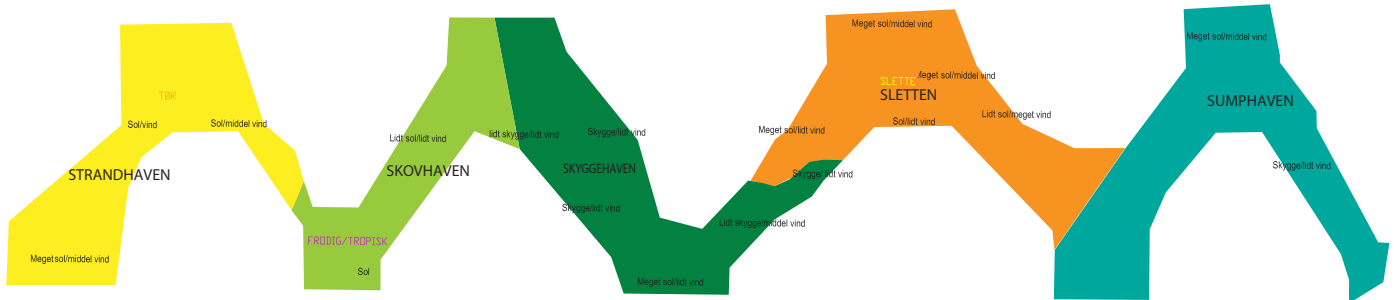 TØR
Sol/vind
Sol/middel vind
STRANDHAVEN
Meget sol/middel vind
FRODIG/TROPISK
Sol
Lidt sol/lidt vind
SKOVHAVEN
lidt skygge/lidt vind
Skygge/lidt vind
SKYGGEHAVEN
Skygge/lidt vind
Meget sol/lidt vind
Lidt skygge/middel vind
Skygge/ lidt vind
Meget sol/middel vind
Meget sol/middel vind
SLETTE
SLETTEN
Lidt sol/meget vind
Sol/lidt vind
Meget sol/lidt vind
Meget sol/middel vind
SUMPHAVEN
Skygge/lidt vind